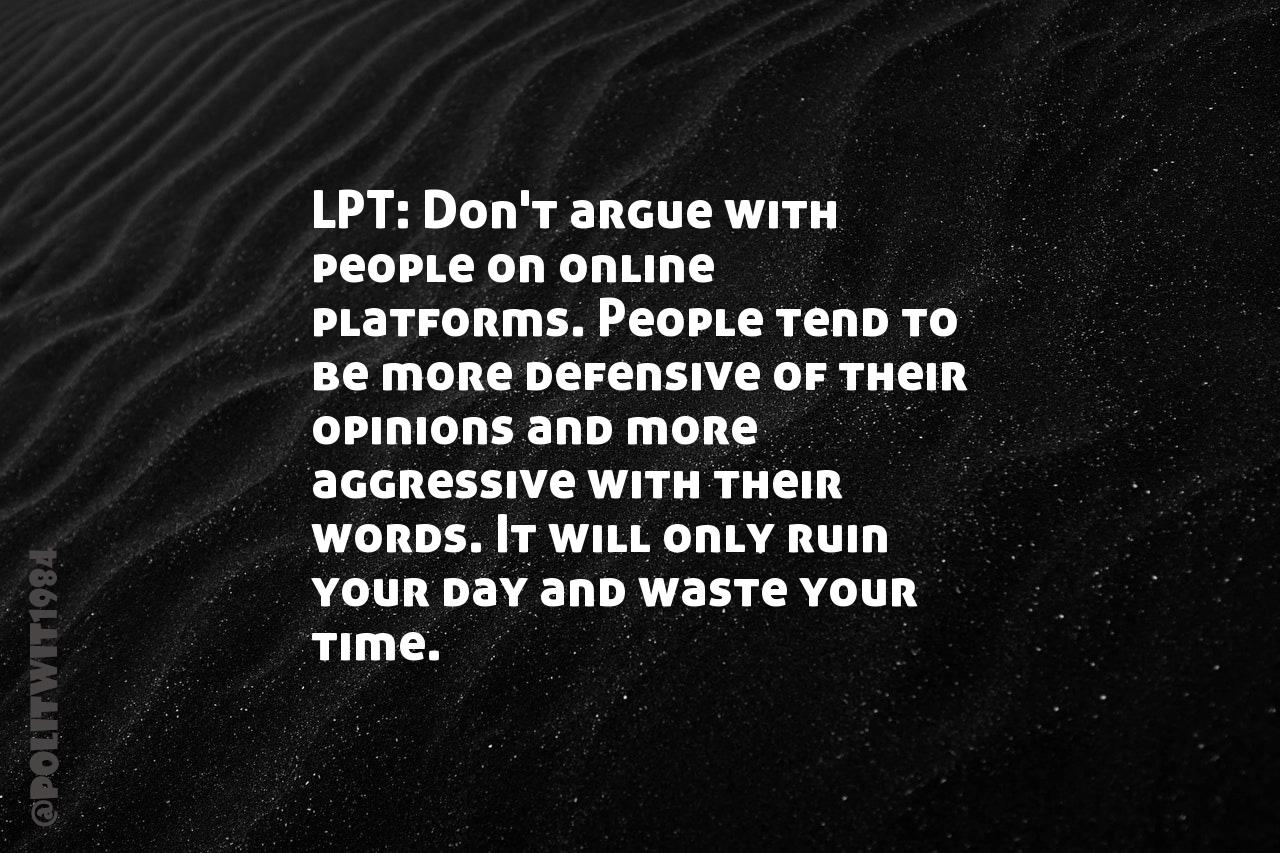 LPT: Don't argue with
people on online
platforms. People tend to
be more defensive of their
opinions and more
aggressive with their
words. It will only ruin
your day and waste your
time.
@POLITWIT1984